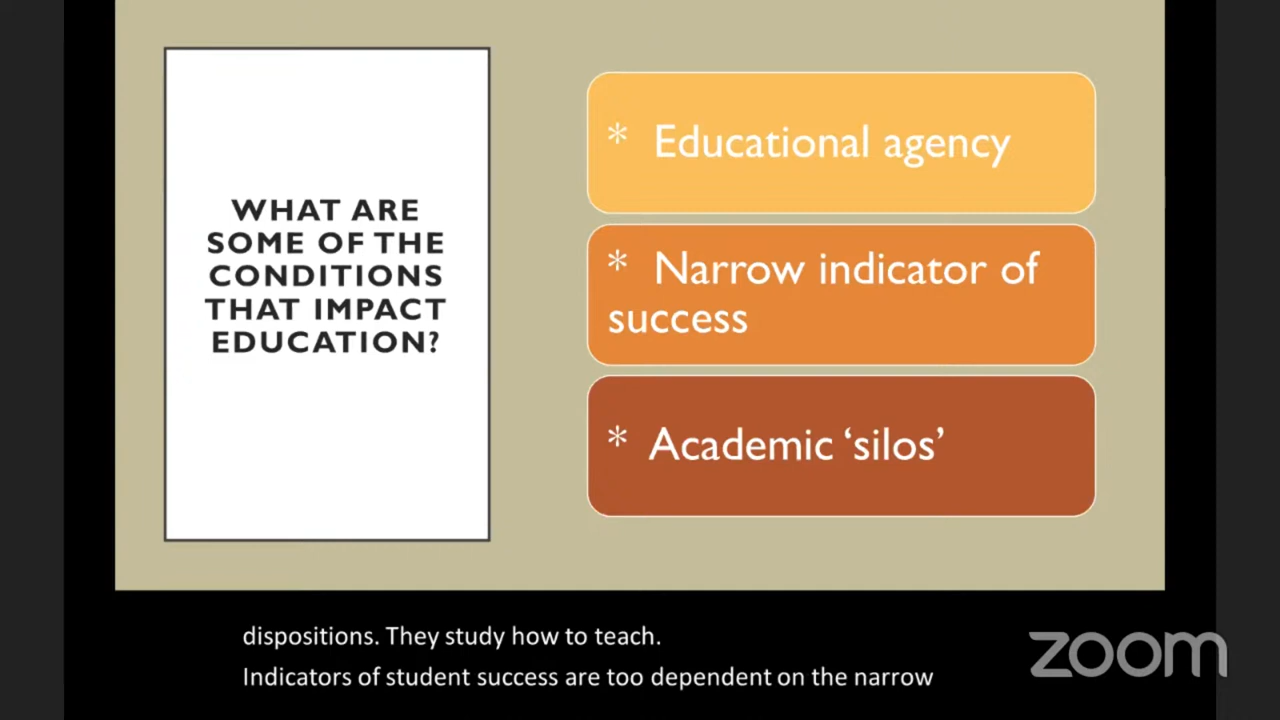 WHAT ARE
SOME OF THE
CONDITIONS
THAT IMPACT
EDUCATION?
* Educational agency
* Narrow indicator of
success
* Academic ‘silos’
dispositions. They study how to teach.
Indicators of student success are too dependent on the narrow
zoom